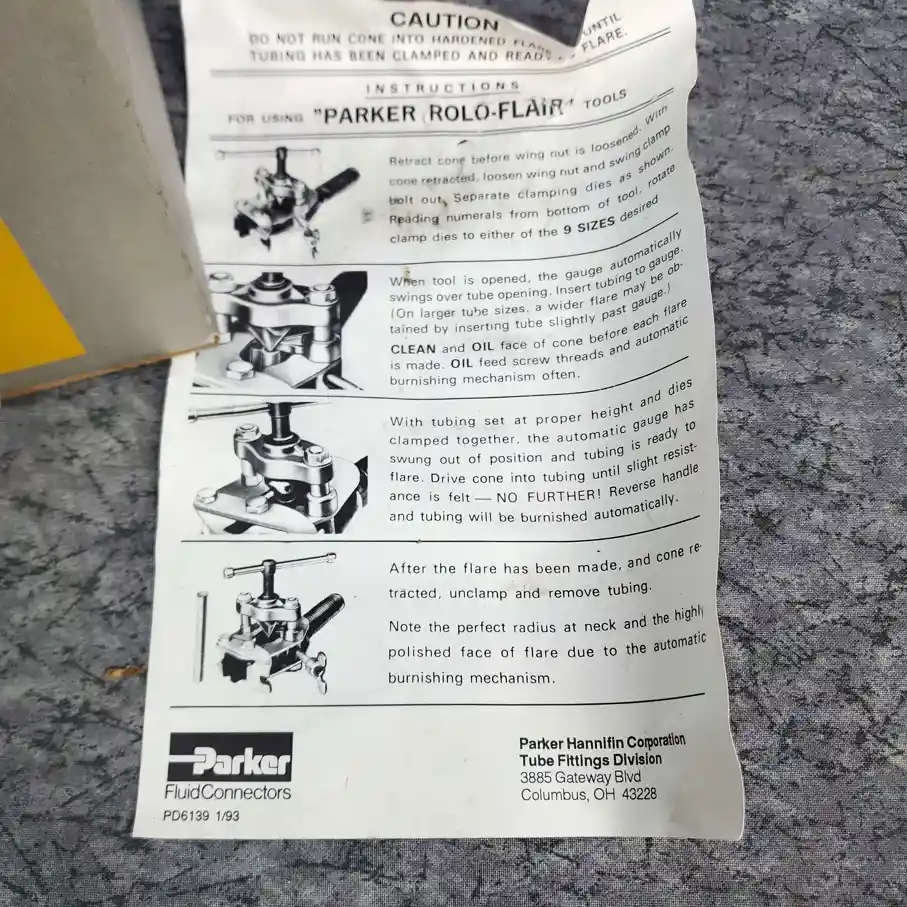 CAUTION
DO NOT RUN CONE INTO HARDENED FLARE UNTIL
TUBING HAS BEEN CLAMPED AND READY FLARE.
INSTRUCTIONS
FOR USING "PARKER ROLO-FLAIR" TOOLS
Retract cone before wing nut is loosened. With
cone retracted, loosen wing nut and swing clamp
bolt out. Separate clamping dies as shown.
Reading numerals from bottom of tool, rotate
clamp dies to either of the 9 SIZES desired
When tool is opened, the gauge automatically
swings over tube opening. Insert tubing to gauge.
(On larger tube sizes, a wider flare may be ob-
tained by inserting tube slightly past gauge.)
CLEAN and OIL face of cone before each flare
is made. OIL feed screw threads and automatic
burnishing mechanism often.
With tubing set at proper height and dies
clamped together, the automatic gauge has
swung out of position and tubing is ready to
flare. Drive cone into tubing until slight resist-
ance is felt — NO FURTHER! Reverse handle
and tubing will be burnished automatically.
After the flare has been made, and cone re-
tracted, unclamp and remove tubing.
Note the perfect radius at neck and the highly
polished face of flare due to the automatic
burnishing mechanism.
Parker
FluidConnectors
PD6139 1/93
Parker Hannifin Corporation
Tube Fittings Division
3885 Gateway Blvd
Columbus, OH 43228